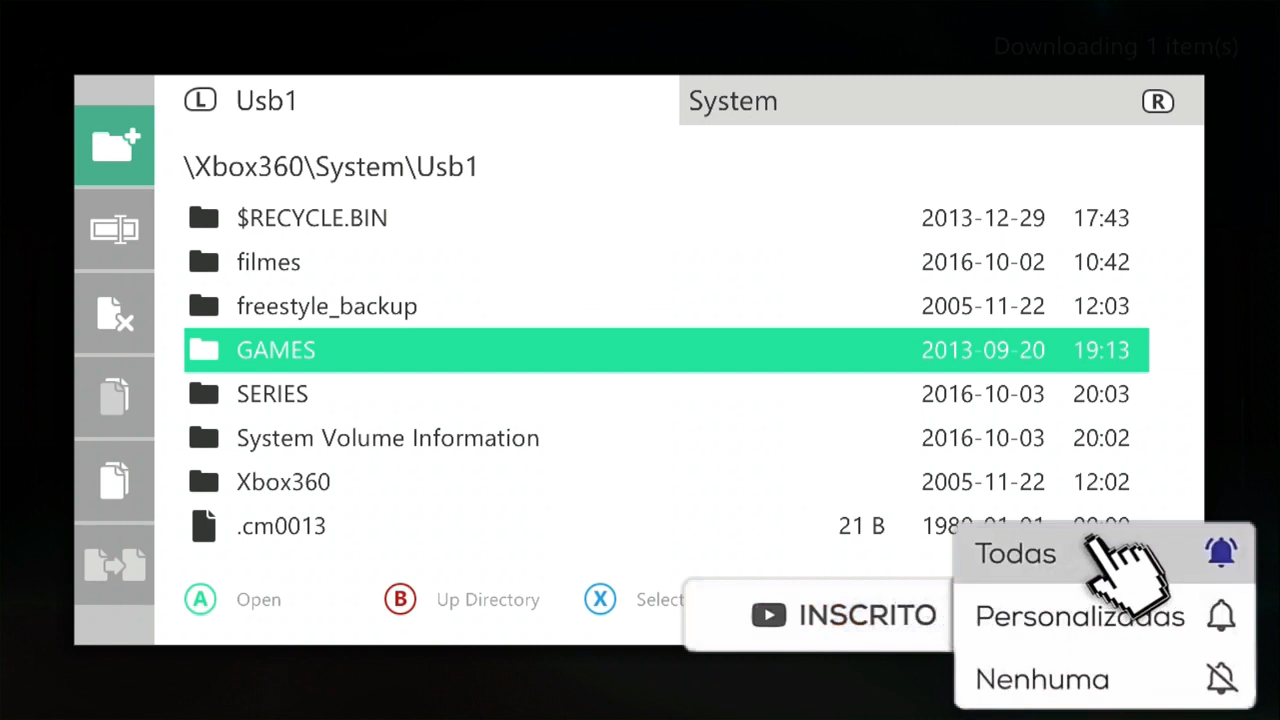 Downloading 1 item(s)
L Usb1 System R
\Xbox360\System\Usb1
$RECYCLE.BIN 2013-12-29 17:43
filmes 2016-10-02 10:42
freestyle_backup 2005-11-22 12:03
GAMES 2013-09-20 19:13
SERIES 2016-10-03 20:03
System Volume Information 2016-10-03 20:02
Xbox360 2005-11-22 12:02
.cm0013 21 B
A Open B Up Directory X Select
INSCRITO
Todas
Personalizadas
Nenhuma